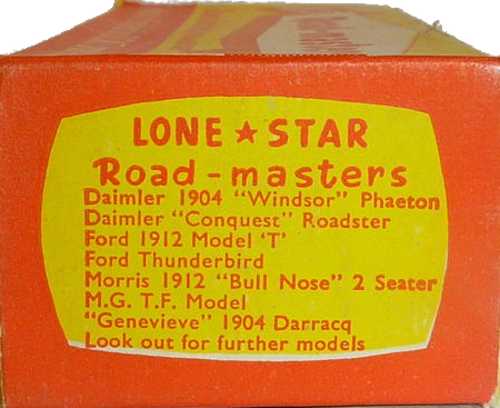 LONE ★ STAR
Road-masters
Daimler 1904 "Windsor" Phaeton
Daimler "Conquest" Roadster
Ford 1912 Model 'T'
Ford Thunderbird
Morris 1912 "Bull Nose" 2 Seater
M.G. T.F. Model
"Genevieve" 1904 Darracq
Look out for further models